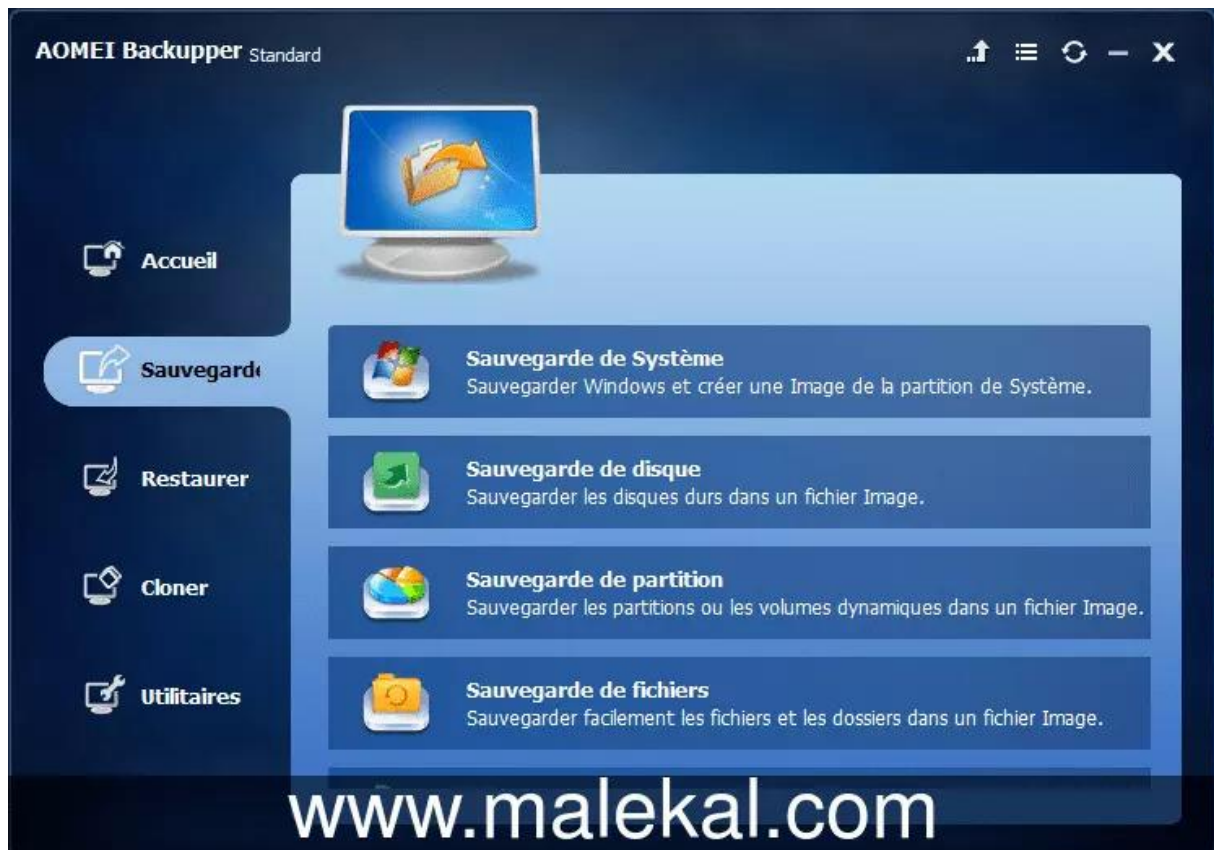 AOMEI Backupper Standard
Accueil
Sauvegarde
Restaurer
Cloner
Utilitaires
Sauvegarde de Système
Sauvegarder Windows et créer une Image de la partition de Système.
Sauvegarde de disque
Sauvegarder les disques durs dans un fichier Image.
Sauvegarde de partition
Sauvegarder les partitions ou les volumes dynamiques dans un fichier Image.
Sauvegarde de fichiers
Sauvegarder facilement les fichiers et les dossiers dans un fichier Image.
www.malekal.com